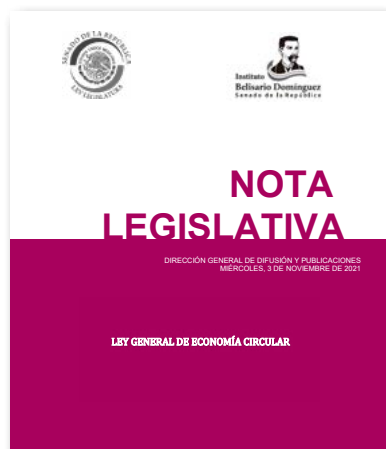 SENADO DE LA REPÚBLICA
LXV LEGISLATURA
Instituto
Belisario Domínguez
Senado de la República
NOTA
LEGISLATIVA
DIRECCIÓN GENERAL DE DIFUSIÓN Y PUBLICACIONES
MIÉRCOLES, 3 DE NOVIEMBRE DE 2021
LEY GENERAL DE ECONOMÍA CIRCULAR